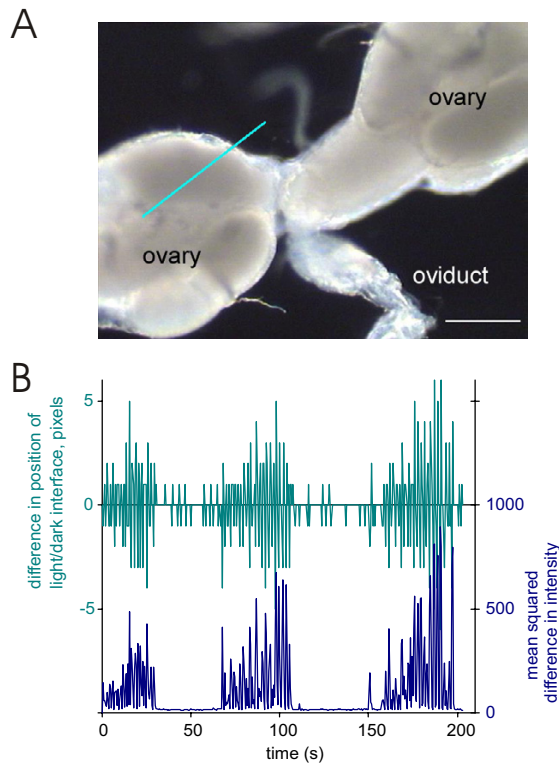 A
ovary
ovary
oviduct
B
difference in position of
light/dark interface, pixels
5
0
-5
1000
500
0
mean squared
difference in intensity
0
50
100
150
200
time (s)